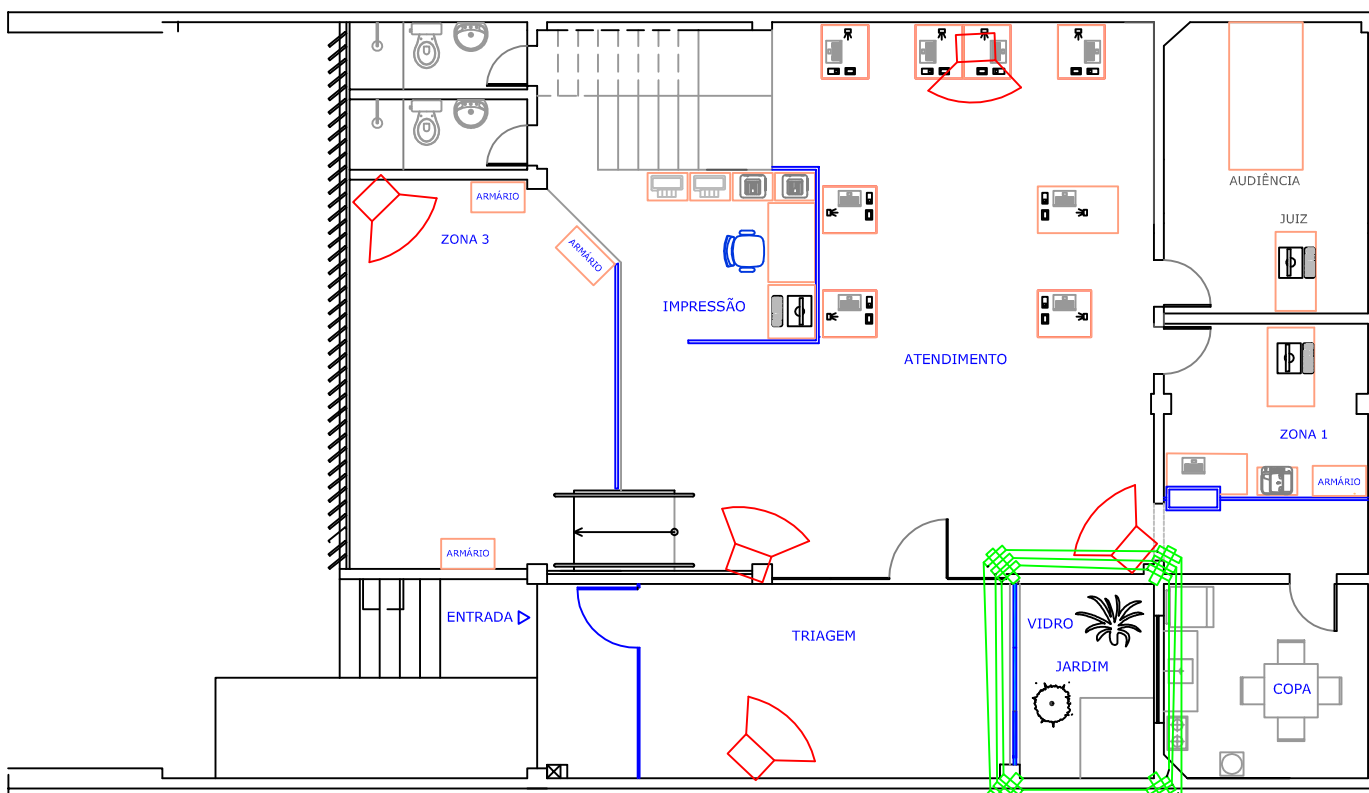 AUDIÊNCIA
ARMÁRIO
JUIZ
ZONA 3
ARMÁRIO
IMPRESSÃO
ATENDIMENTO
ZONA 1
ARMÁRIO
ARMÁRIO
ENTRADA
VIDRO
TRIAGEM
JARDIM
COPA